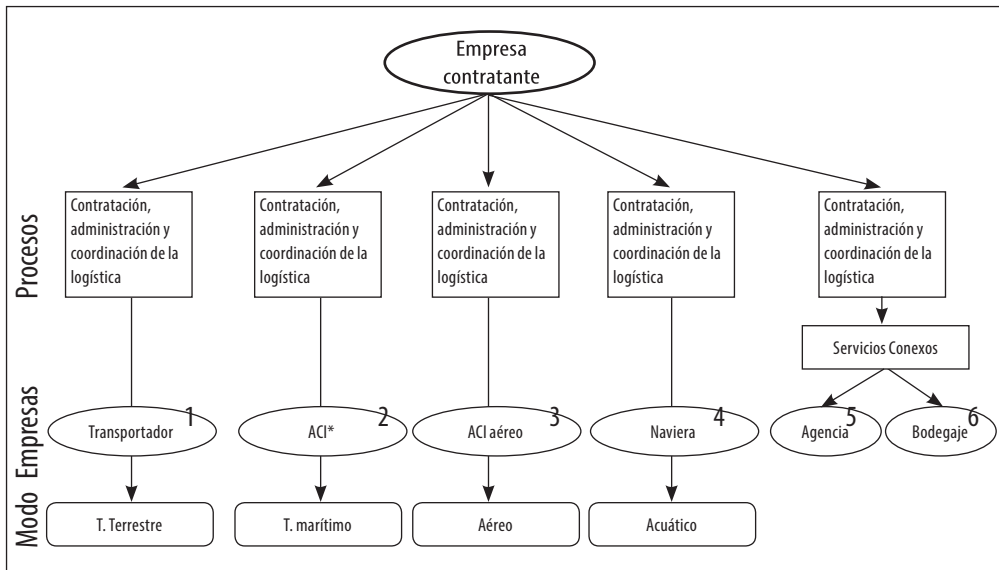 Empresa
contratante
Procesos
Contratación,
administración y
coordinación de la
logística
Contratación,
administración y
coordinación de la
logística
Contratación,
administración y
coordinación de la
logística
Contratación,
administración y
coordinación de la
logística
Contratación,
administración y
coordinación de la
logística
Servicios Conexos
Empresas
Transportador 1
ACI* 2
ACI aéreo 3
Naviera 4
Agencia 5
Bodegaje 6
Modo
T. Terrestre
T. marítimo
Aéreo
Acuático